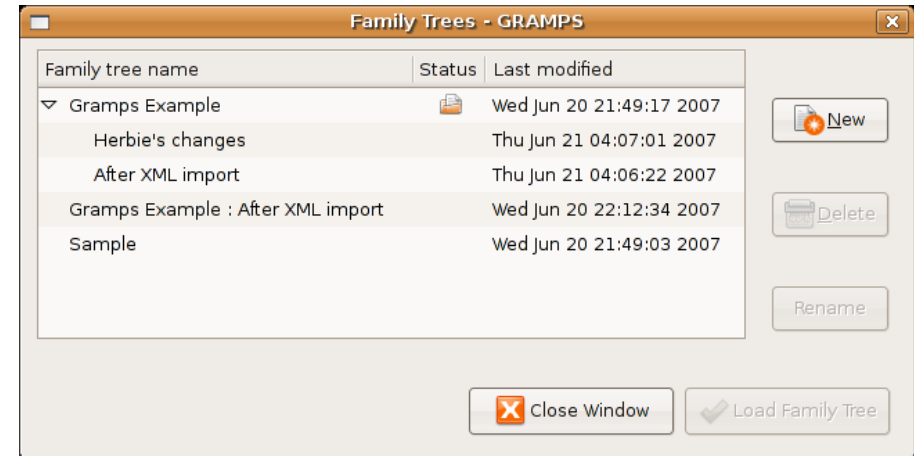 Family Trees - GRAMPS
Family tree name Status Last modified
Gramps Example Wed Jun 20 21:49:17 2007
Herbie's changes Thu Jun 21 04:07:01 2007
After XML import Thu Jun 21 04:06:22 2007
Gramps Example : After XML import Wed Jun 20 22:12:34 2007
Sample Wed Jun 20 21:49:03 2007
New
Delete
Rename
Close Window Load Family Tree